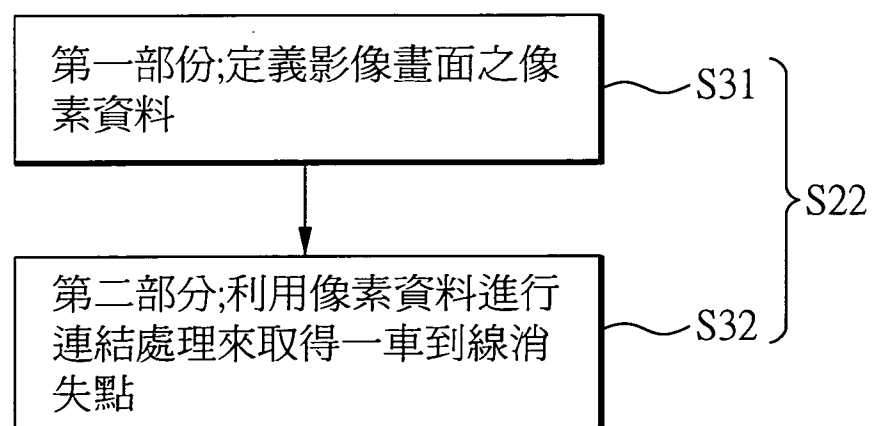 第一部份;定義影像畫面之像
素資料
S31
S22
第二部分;利用像素資料進行
連結處理來取得一車到線消
失點
S32